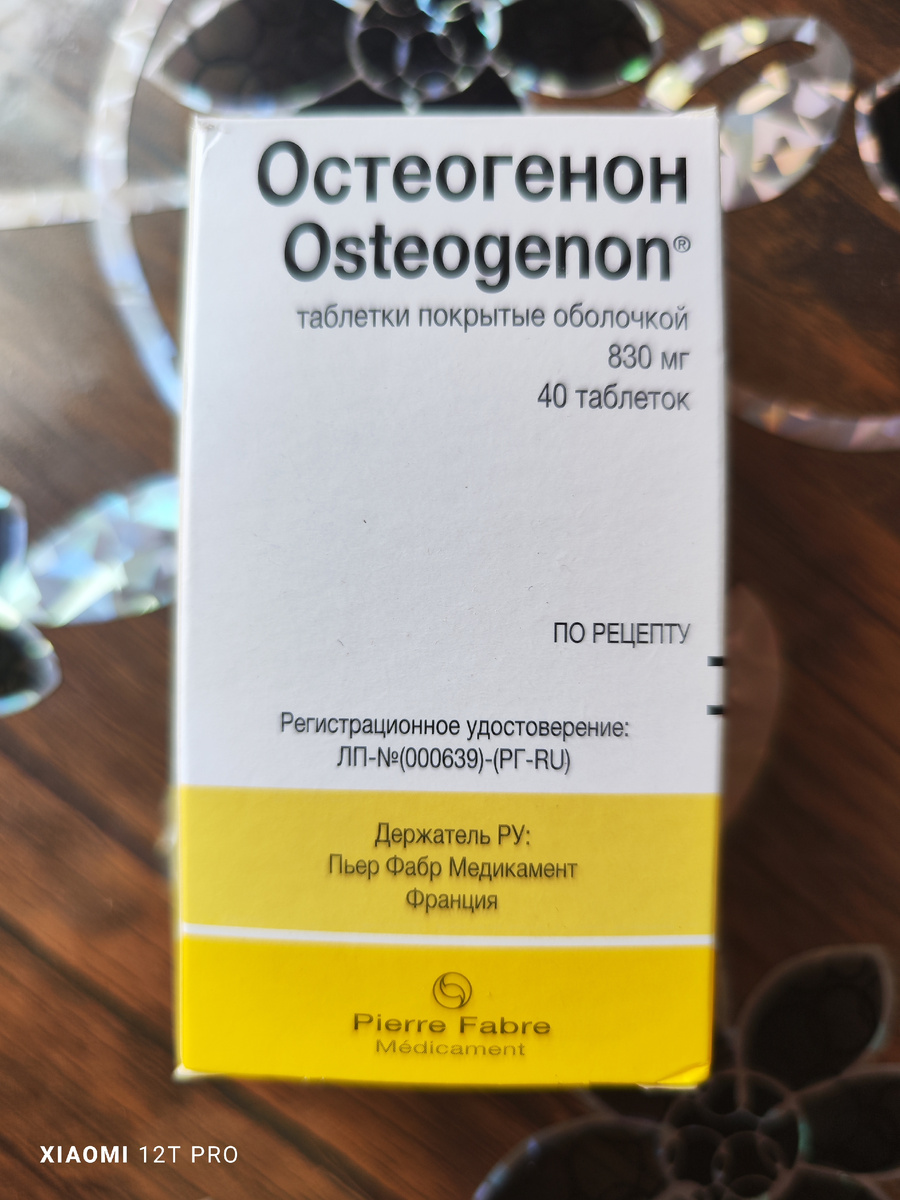 Остеогенон
Osteogenon®
таблетки покрытые оболочкой
830 мг
40 таблеток
ПО РЕЦЕПТУ
Регистрационное удостоверение:
ЛП-№(000639)-(РГ-RU)
Держатель РУ:
Пьер Фабр Медикамент
Франция
Pierre Fabre
Médicament
XIAOMI 12T PRO